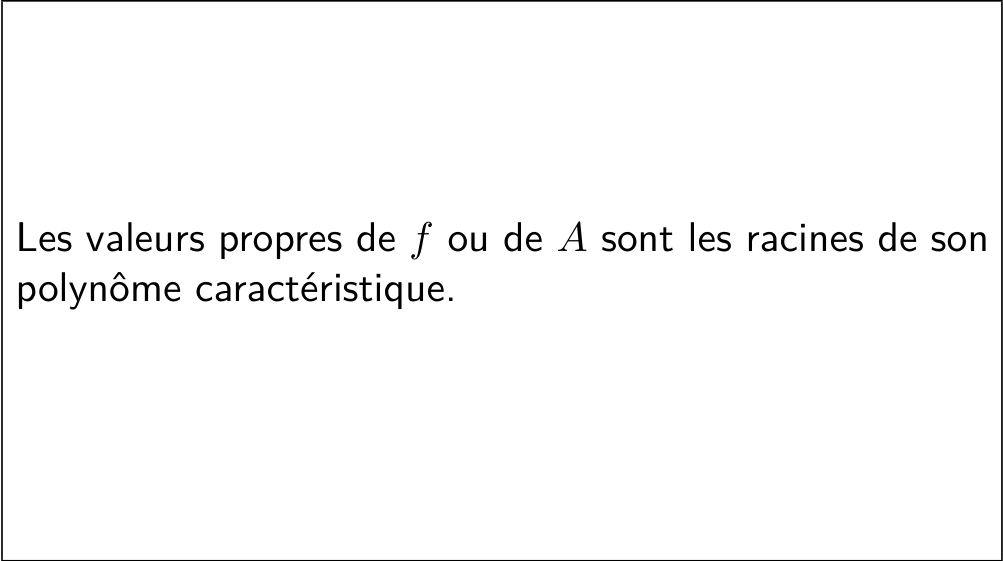 Les valeurs propres de f ou de A sont les racines de son
polynôme caractéristique.